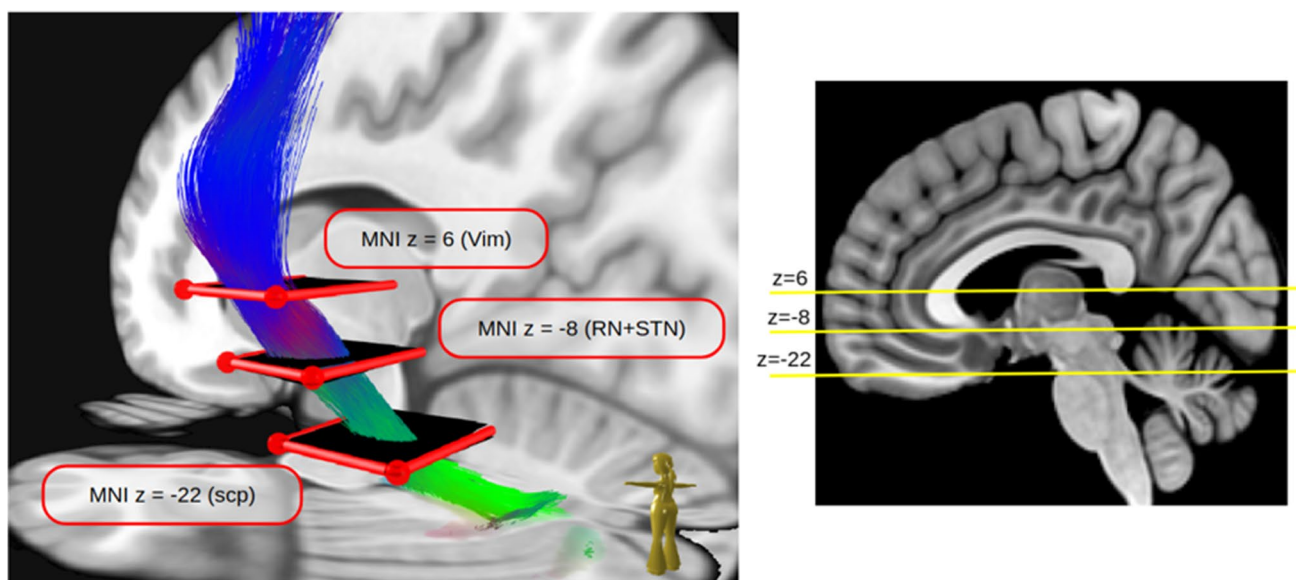 MNI z = 6 (Vim)
MNI z = -8 (RN+STN)
MNI z = -22 (scp)
z=6
z=-8
z=-22